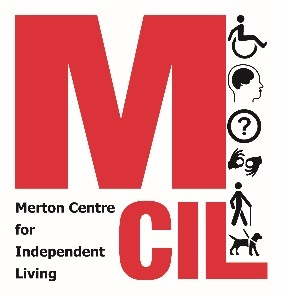 M
?
Merton Centre
for
Independent
Living
CIL